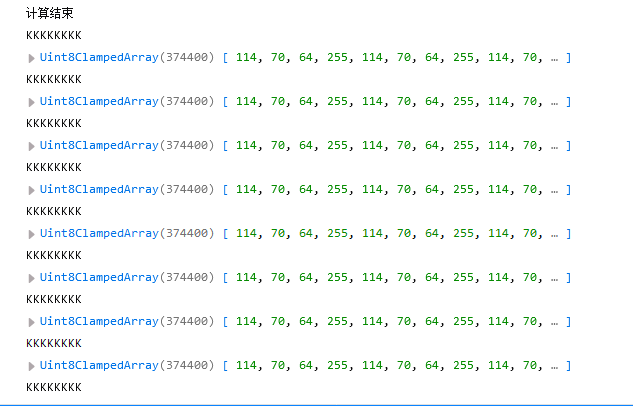 计算结束
KKKKKKKK
Uint8ClampedArray(374400) [ 114, 70, 64, 255, 114, 70, 64, 255, 114, 70, … ]
KKKKKKKK
Uint8ClampedArray(374400) [ 114, 70, 64, 255, 114, 70, 64, 255, 114, 70, … ]
KKKKKKKK
Uint8ClampedArray(374400) [ 114, 70, 64, 255, 114, 70, 64, 255, 114, 70, … ]
KKKKKKKK
Uint8ClampedArray(374400) [ 114, 70, 64, 255, 114, 70, 64, 255, 114, 70, … ]
KKKKKKKK
Uint8ClampedArray(374400) [ 114, 70, 64, 255, 114, 70, 64, 255, 114, 70, … ]
KKKKKKKK
Uint8ClampedArray(374400) [ 114, 70, 64, 255, 114, 70, 64, 255, 114, 70, … ]
KKKKKKKK
Uint8ClampedArray(374400) [ 114, 70, 64, 255, 114, 70, 64, 255, 114, 70, … ]
KKKKKKKK
Uint8ClampedArray(374400) [ 114, 70, 64, 255, 114, 70, 64, 255, 114, 70, … ]
KKKKKKKK